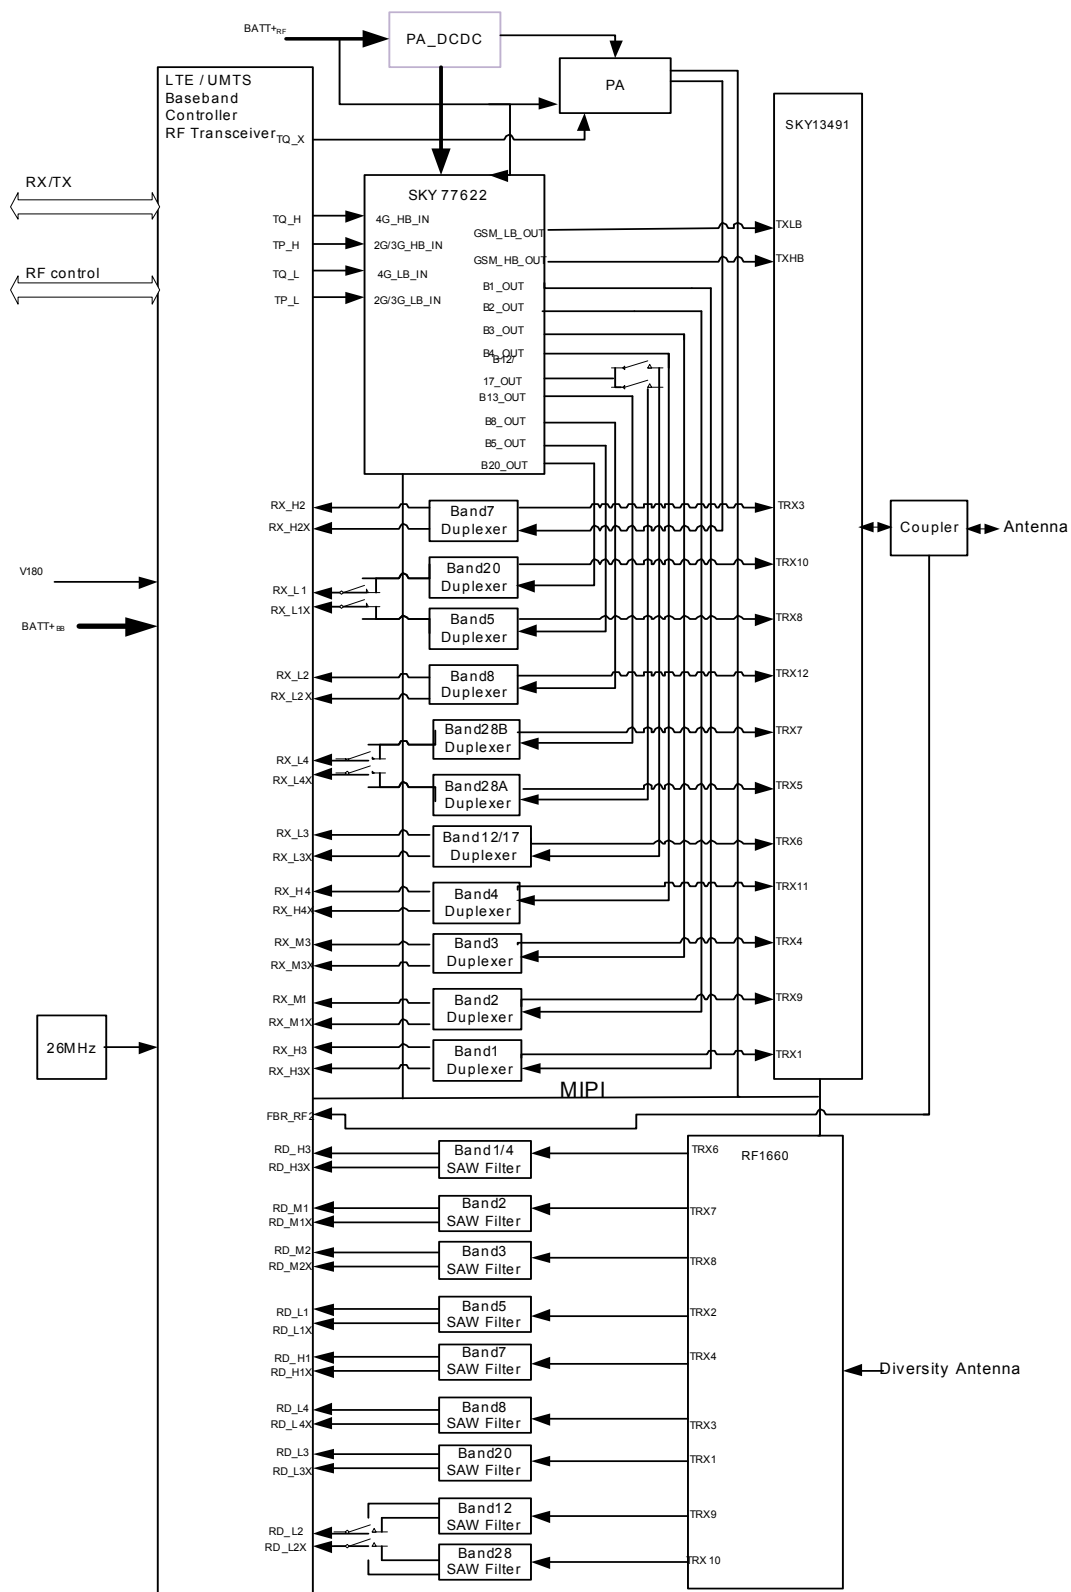 BATT+RF
PA_DCDC
PA
LTE / UMTS
Baseband
Controller
RF Transceiver
TQ_X
SKY13491
RX/TX
RF control
SKY 77622
TQ_H
4G_HB_IN
TP_H
2G/3G_HB_IN
TQ_L
4G_LB_IN
TP_L
2G/3G_LB_IN
GSM_LB_OUT
TXLB
GSM_HB_OUT
TXHB
B1_OUT
B2_OUT
B3_OUT
B4_OUT
B12/
17_OUT
B13_OUT
B8_OUT
B5_OUT
B20_OUT
RX_H2
RX_H2X
Band7
Duplexer
TRX3
Coupler
Antenna
V180
BATT+BB
RX_L1
RX_L1X
Band20
Duplexer
TRX10
Band5
Duplexer
TRX8
RX_L2
RX_L2X
Band8
Duplexer
TRX12
RX_L4
RX_L4X
Band28B
Duplexer
TRX7
Band28A
Duplexer
TRX5
RX_L3
RX_L3X
Band12/17
Duplexer
TRX6
RX_H4
RX_H4X
Band4
Duplexer
TRX11
RX_M3
RX_M3X
Band3
Duplexer
TRX4
RX_M1
RX_M1X
Band2
Duplexer
TRX9
26MHz
RX_H3
RX_H3X
Band1
Duplexer
TRX1
MIPI
FBR_RF2
RD_H3
RD_H3X
Band1/4
SAW Filter
TRX6
RF1660
RD_M1
RD_M1X
Band2
SAW Filter
TRX7
RD_M2
RD_M2X
Band3
SAW Filter
TRX8
RD_L1
RD_L1X
Band5
SAW Filter
TRX2
RD_H1
RD_H1X
Band7
SAW Filter
TRX4
Diversity Antenna
RD_L4
RD_L4X
Band8
SAW Filter
TRX3
RD_L3
RD_L3X
Band20
SAW Filter
TRX1
RD_L2
RD_L2X
Band12
SAW Filter
TRX9
Band28
SAW Filter
TRX10